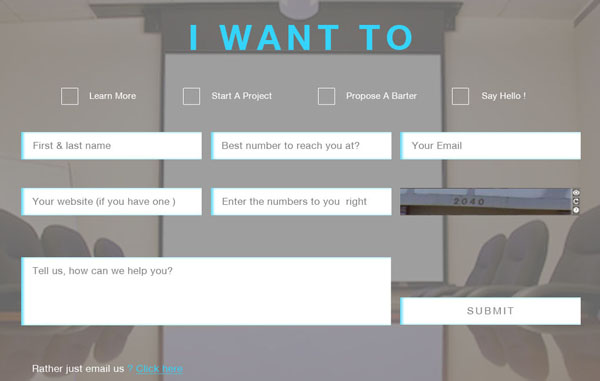 I WANT TO
Learn More
Start A Project
Propose A Barter
Say Hello !
First & last name
Best number to reach you at?
Your Email
Your website (if you have one )
Enter the numbers to you  right
2040
Tell us, how can we help you?
SUBMIT
Rather just email us ? Click here